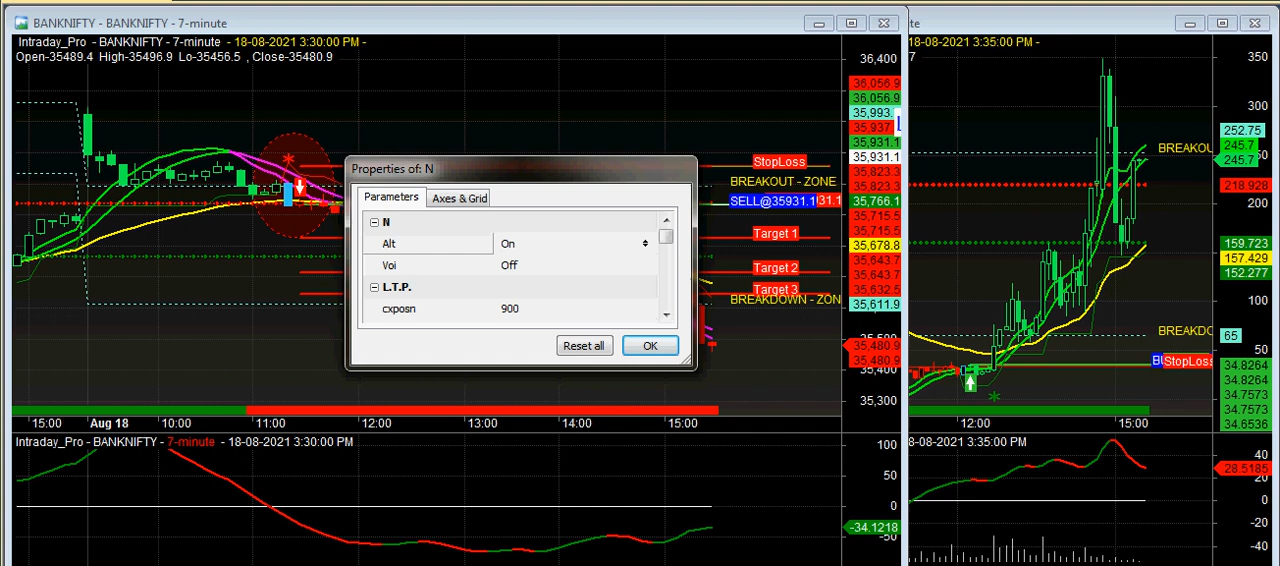 BANKNIFTY - BANKNIFTY - 7-minute
Intraday_Pro - BANKNIFTY - 7-minute - 18-08-2021 3:30:00 PM -
Open-35489.4 High-35496.9 Lo-35456.5 , Close-35480.9
36,400
36,056.9
36,056.9
35,993.
35,937.
35,931.1
35,931.1
35,823.3
35,823.3
35,766.1
35,715.5
35,715.5
35,678.8
35,643.7
35,643.7
35,632.5
35,611.9
35,480.9
35,480.9
35,400
35,300
StopLoss
BREAKOUT - ZONE
SELL@35931.1
Target 1
Target 2
Target 3
BREAKDOWN - ZON
Properties of: N
Parameters
Axes & Grid
N
Alt On
Voi Off
L.T.P.
cxposn 900
Reset all
OK
15:00 Aug 18 10:00 11:00 12:00 13:00 14:00 15:00
Intraday_Pro - BANKNIFTY - 7-minute - 18-08-2021 3:30:00 PM
100
50
0
-34.1218
-50
ute
18-08-2021 3:35:00 PM -
7
350
300
252.75
245.7
245.7
218.928
200
159.723
157.429
152.277
100
65
50
34.8264
34.8264
34.7573
34.7573
34.6536
BREAKOU
BREAKDO
StopLoss
12:00 15:00
8-08-2021 3:35:00 PM
40
28.5185
20
0
-20
-40